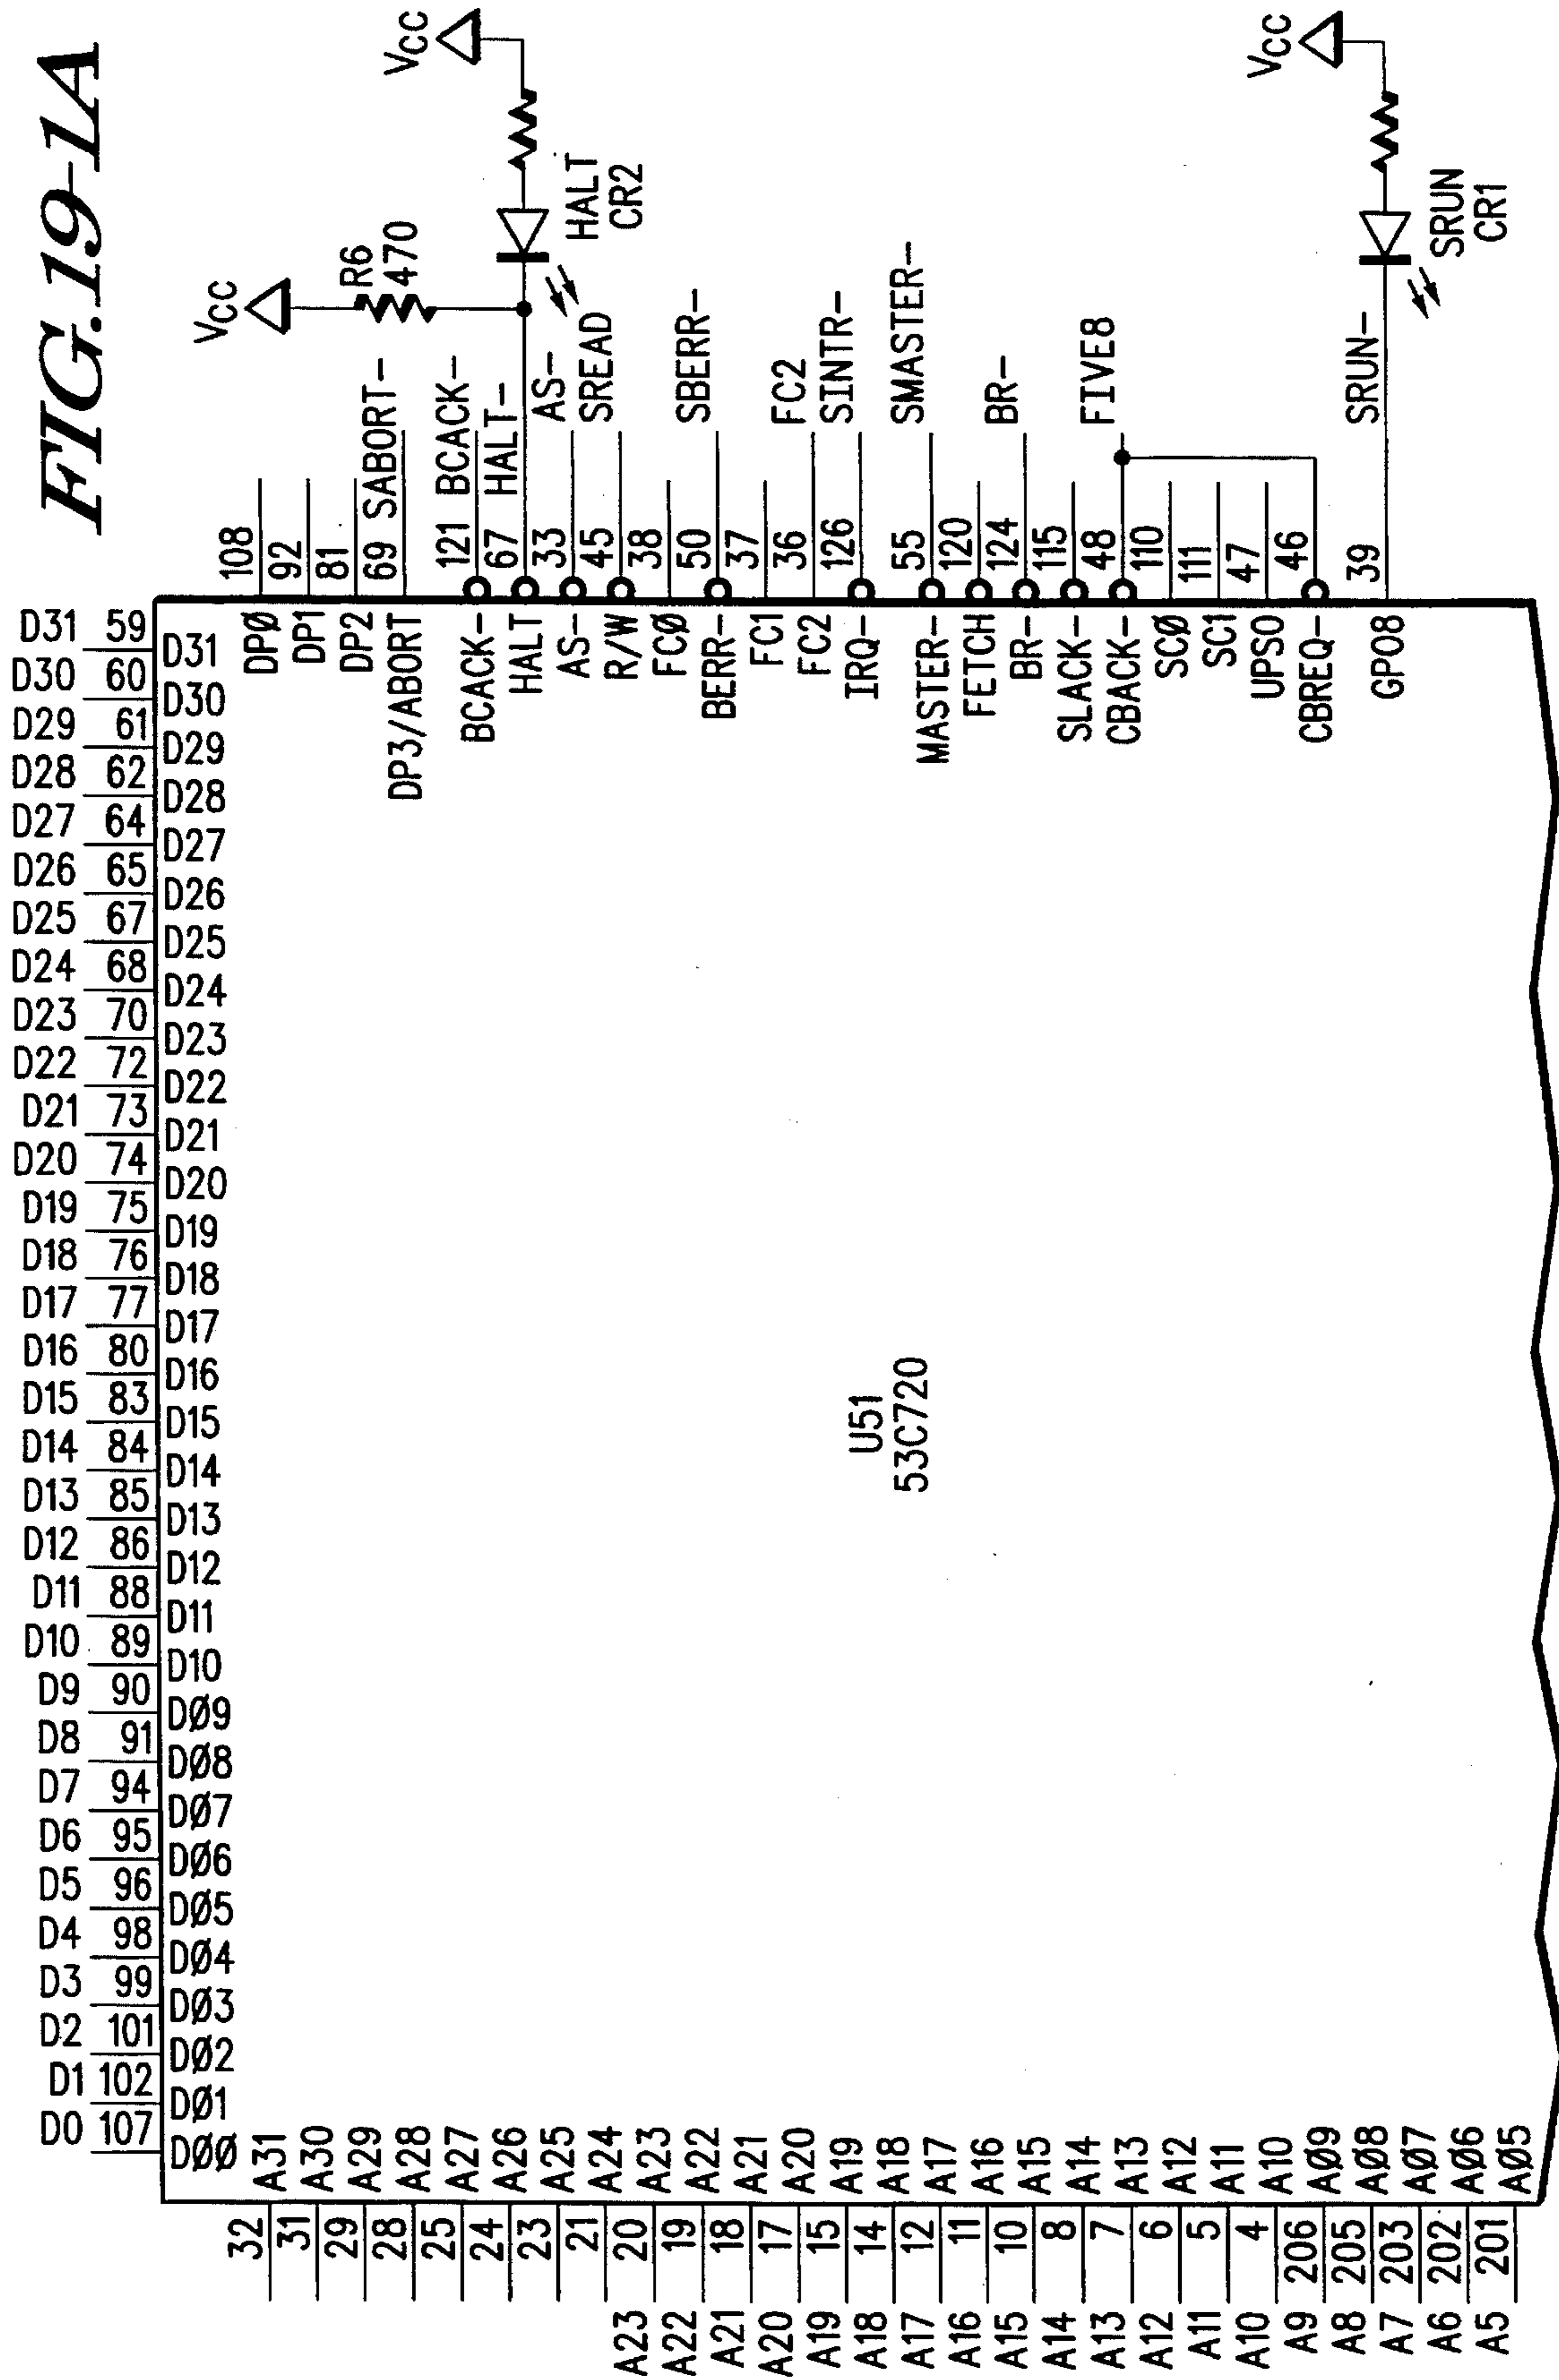 FIG.19-1A
D31 59 D31
D30 60 D30
D29 61 D29
D28 62 D28
D27 64 D27
D26 65 D26
D25 67 D25
D24 68 D24
D23 70 D23
D22 72 D22
D21 73 D21
D20 74 D20
D19 75 D19
D18 76 D18
D17 77 D17
D16 80 D16
D15 83 D15
D14 84 D14
D13 85 D13
D12 86 D12
D11 88 D11
D10 89 D10
D9 90 DØ9
D8 91 DØ8
D7 94 DØ7
D6 95 DØ6
D5 96 DØ5
D4 98 DØ4
D3 99 DØ3
D2 101 DØ2
D1 102 DØ1
D0 107 DØØ
DPØ 108
DP1 92
DP2 81
DP3/ABORT 69 SABORT-
BCACK- 121 BCACK-
HALT 67 HALT-
AS- 33 AS-
R/W 45 SREAD
FCØ 38
BERR- 50 SBERR-
FC1 37
FC2 36 FC2
IRQ- 126 SINTR-
MASTER- 55 SMASTER-
FETCH 120
BR- 124 BR-
SLACK- 115
CBACK- 48 FIVE8
SCØ 110
SC1 111
UPSO 47
CBREQ- 46
GPO8 39 SRUN-
VCC
R6
470
VCC
HALT
CR2
VCC
SRUN
CR1
U51
53C720
32 A31
31 A30
29 A29
28 A28
25 A27
24 A26
23 A25
21 A24
A23 20 A23
A22 19 A22
A21 18 A21
A20 17 A20
A19 15 A19
A18 14 A18
A17 12 A17
A16 11 A16
A15 10 A15
A14 8 A14
A13 7 A13
A12 6 A12
A11 5 A11
A10 4 A10
A9 206 AØ9
A8 205 AØ8
A7 203 AØ7
A6 202 AØ6
A5 201 AØ5